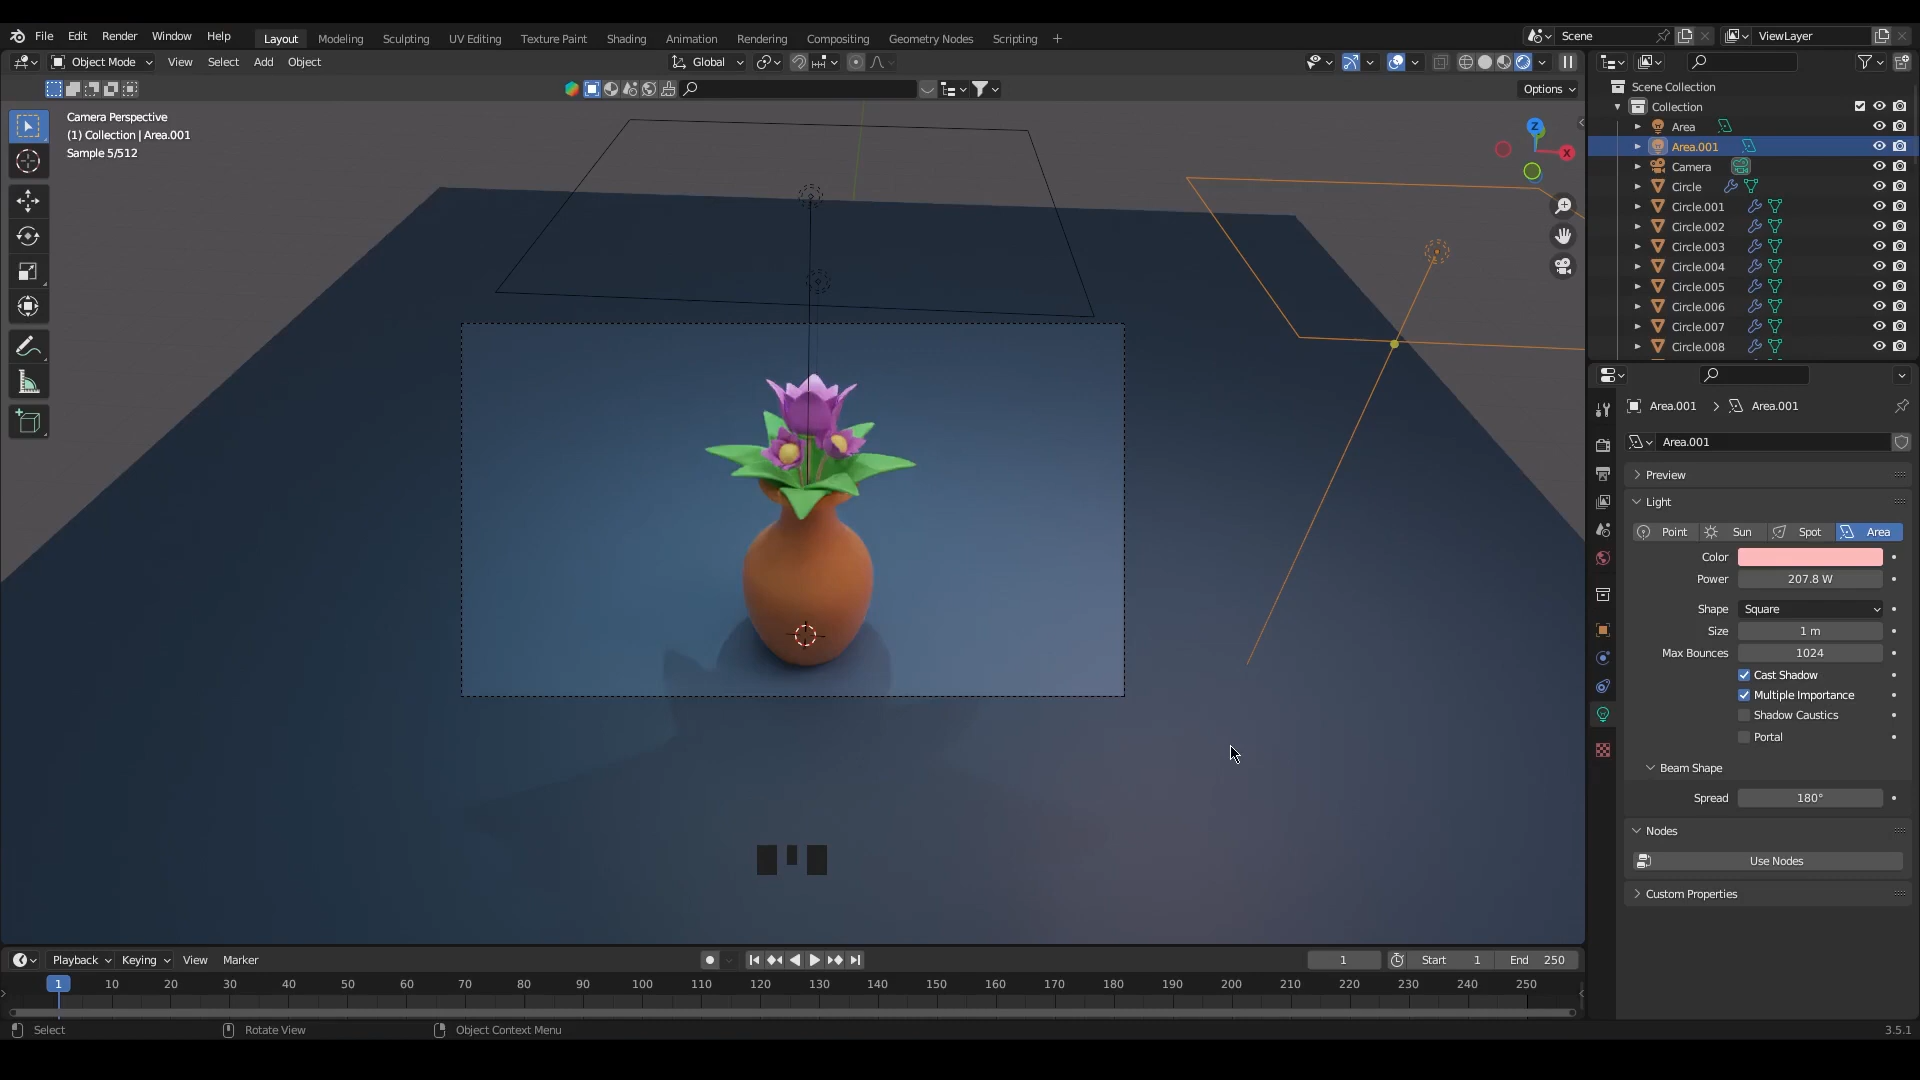 File Edit Render Window Help
Layout Modeling Sculpting UV Editing Texture Paint Shading Animation Rendering Compositing Geometry Nodes Scripting +
Scene
ViewLayer
Object Mode View Select Add Object
Global
Options
Camera Perspective
(1) Collection | Area.001
Sample 5/512
Z
X
Scene Collection
Collection
Area
Area.001
Camera
Circle
Circle.001
Circle.002
Circle.003
Circle.004
Circle.005
Circle.006
Circle.007
Circle.008
Area.001 > Area.001
Area.001
Preview
Light
Point Sun Spot Area
Color
Power 207.8 W
Shape Square
Size 1 m
Max Bounces 1024
Cast Shadow
Multiple Importance
Shadow Caustics
Portal
Beam Shape
Spread 180°
Nodes
Use Nodes
Custom Properties
Playback Keying View Marker
1 Start 1 End 250
1 10 20 30 40 50 60 70 80 90 100 110 120 130 140 150 160 170 180 190 200 210 220 230 240 250
Select Rotate View Object Context Menu
3.5.1